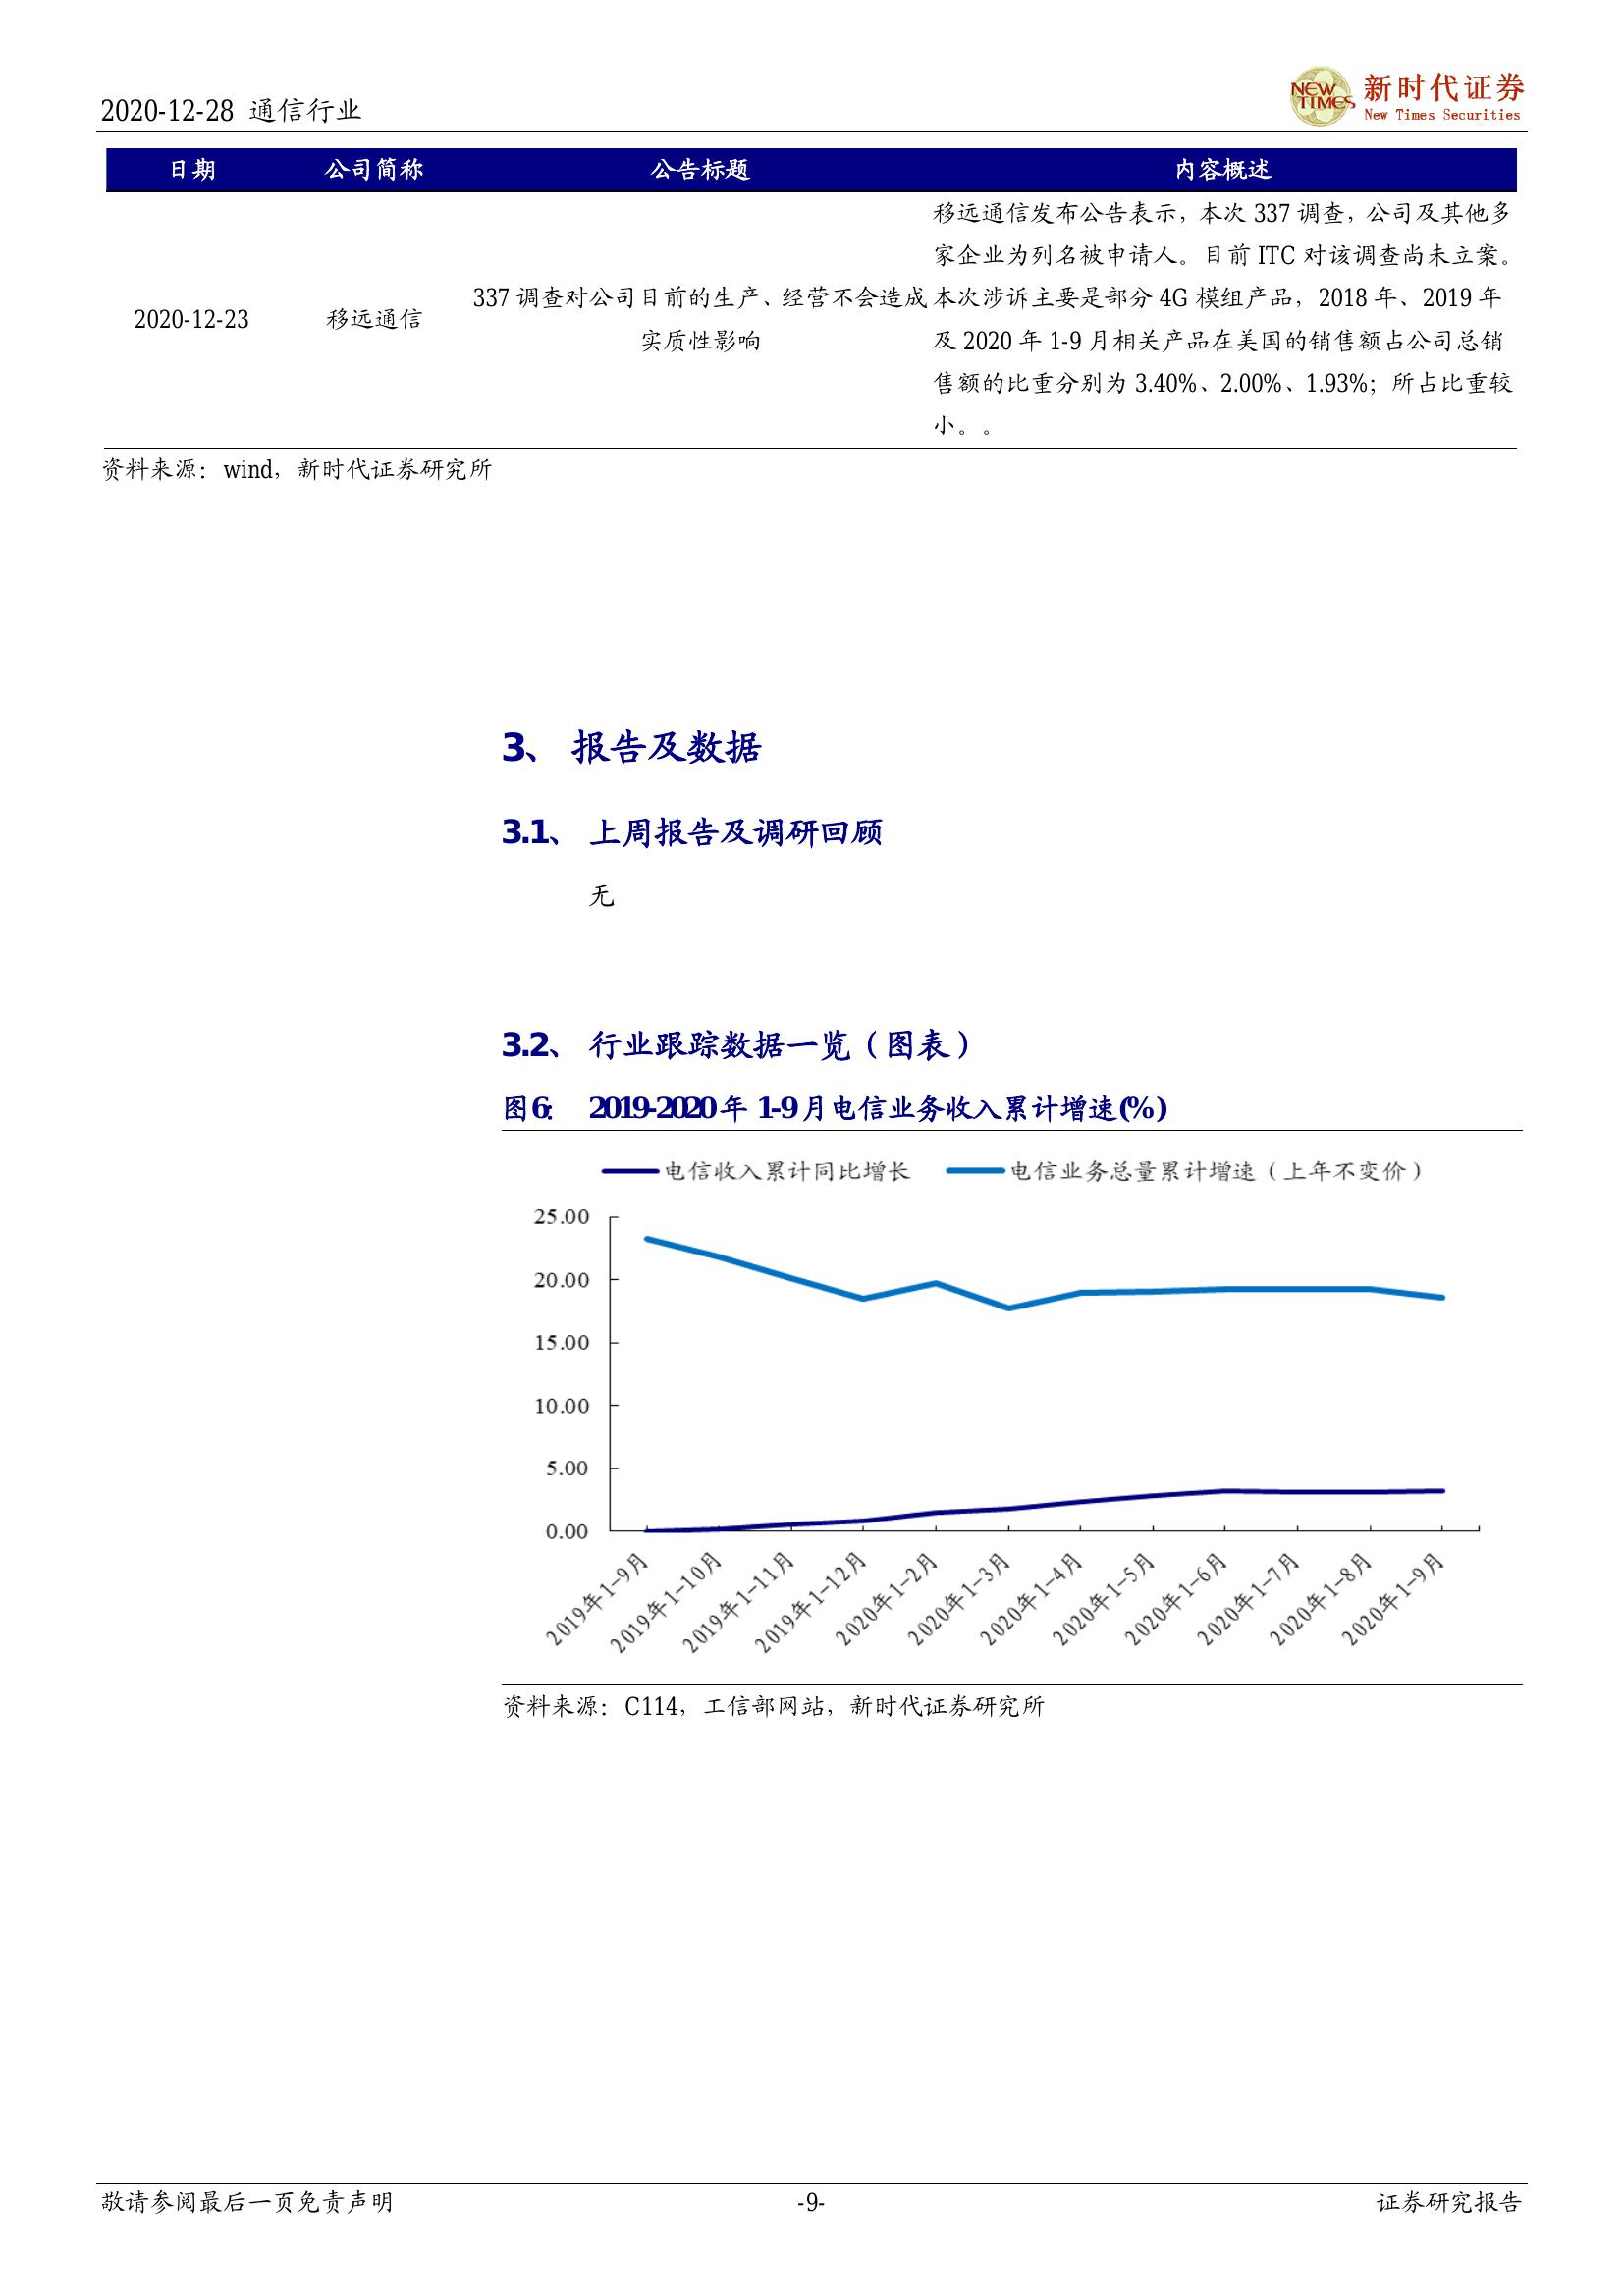 2020-12-28 通信行业
NEW TIMES
新时代证券
New Times Securities
日期 公司简称 公告标题 内容概述
2020-12-23 移远通信
337 调查对公司目前的生产、经营不会造成
实质性影响
移远通信发布公告表示，本次 337 调查，公司及其他多
家企业为列名被申请人。目前 ITC 对该调查尚未立案。
本次涉诉主要是部分 4G 模组产品，2018 年、2019 年
及 2020 年 1-9 月相关产品在美国的销售额占公司总销
售额的比重分别为 3.40%、2.00%、1.93%；所占比重较
小。。
资料来源：wind，新时代证券研究所
3、 报告及数据
3.1、 上周报告及调研回顾
无
3.2、 行业跟踪数据一览（图表）
图 6： 2019-2020 年 1-9 月电信业务收入累计增速(%)
电信收入累计同比增长 电信业务总量累计增速（上年不变价）
25.00
20.00
15.00
10.00
5.00
0.00
2019年1-9月
2019年1-10月
2019年1-11月
2019年1-12月
2020年1-2月
2020年1-3月
2020年1-4月
2020年1-5月
2020年1-6月
2020年1-7月
2020年1-8月
2020年1-9月
资料来源：C114，工信部网站，新时代证券研究所
敬请参阅最后一页免责声明 -9- 证券研究报告